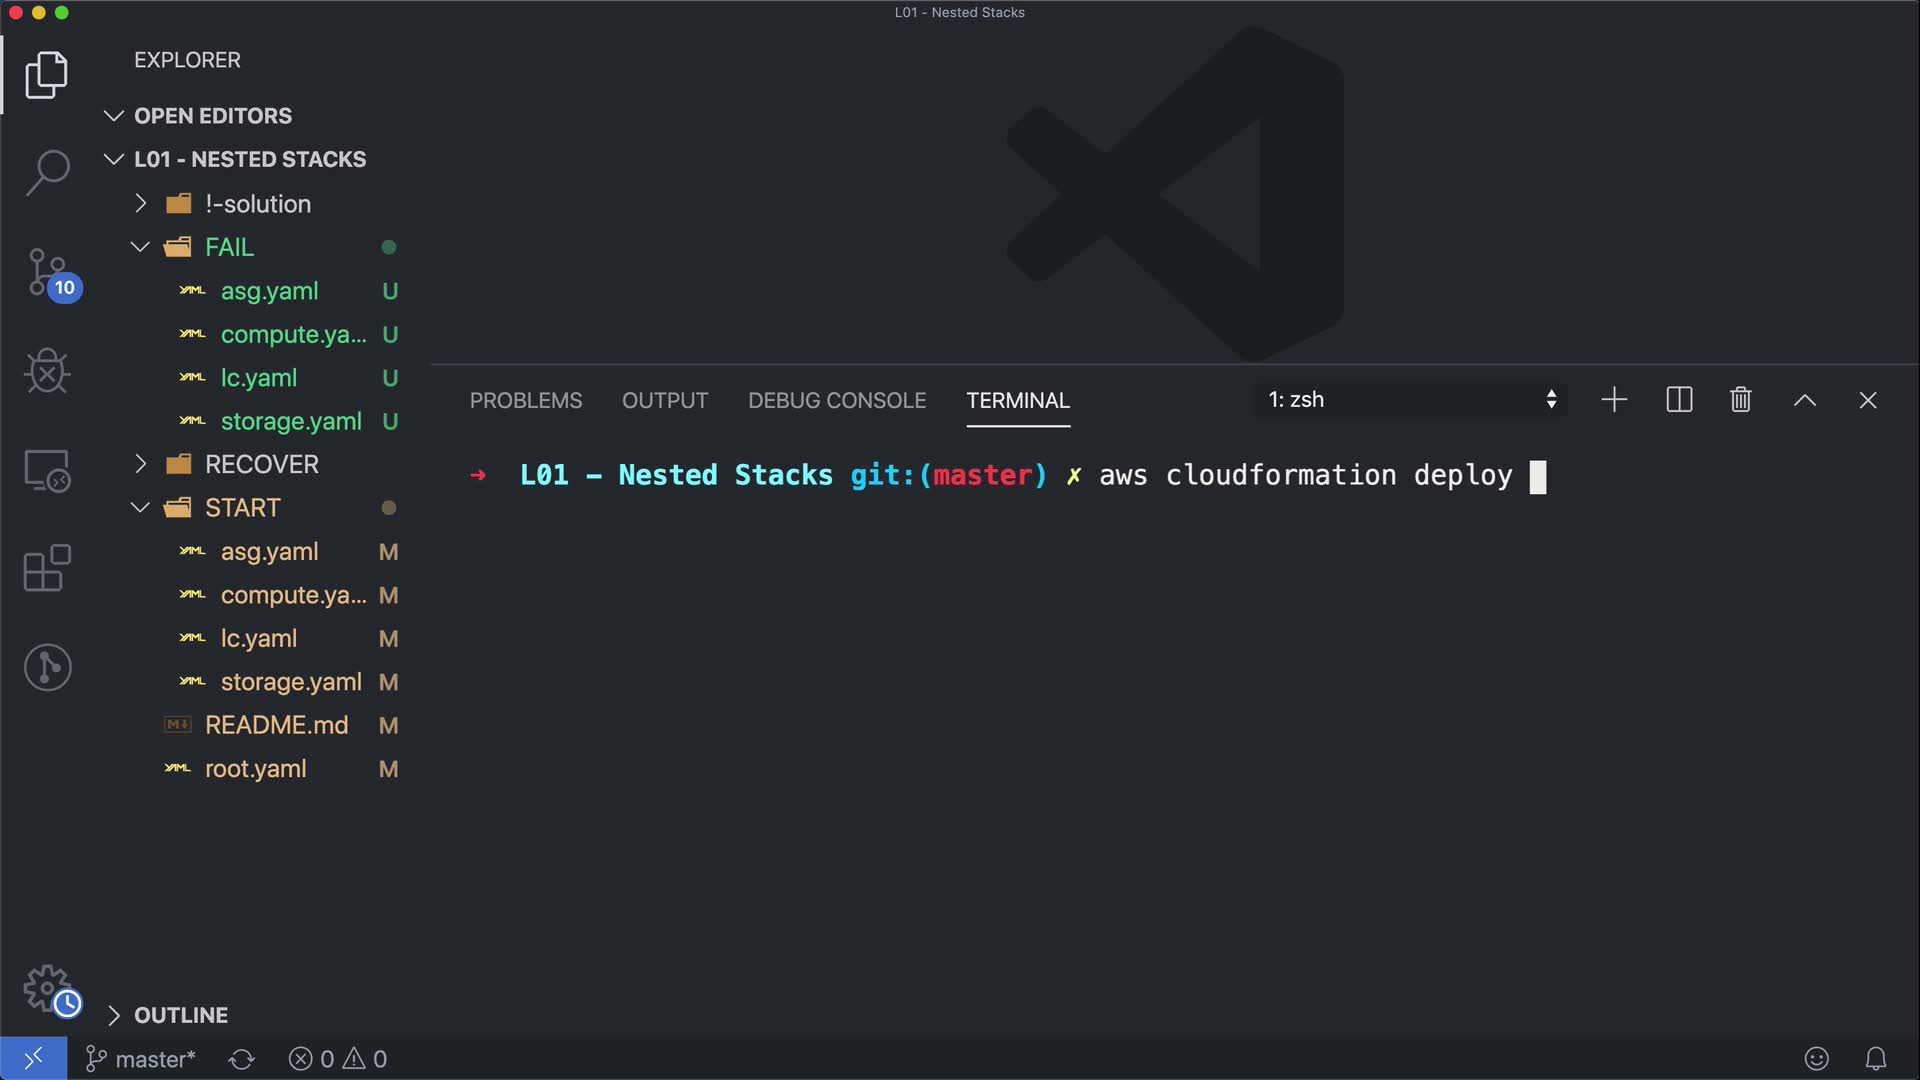 L01 - Nested Stacks
EXPLORER
OPEN EDITORS
L01 - NESTED STACKS
!-solution
FAIL
asg.yaml U
compute.ya... U
lc.yaml U
storage.yaml U
RECOVER
START
asg.yaml M
compute.ya... M
lc.yaml M
storage.yaml M
README.md M
root.yaml M
OUTLINE
10
PROBLEMS OUTPUT DEBUG CONSOLE TERMINAL 1: zsh
➜ L01 - Nested Stacks git:(master) ✗ aws cloudformation deploy
master* 0 0